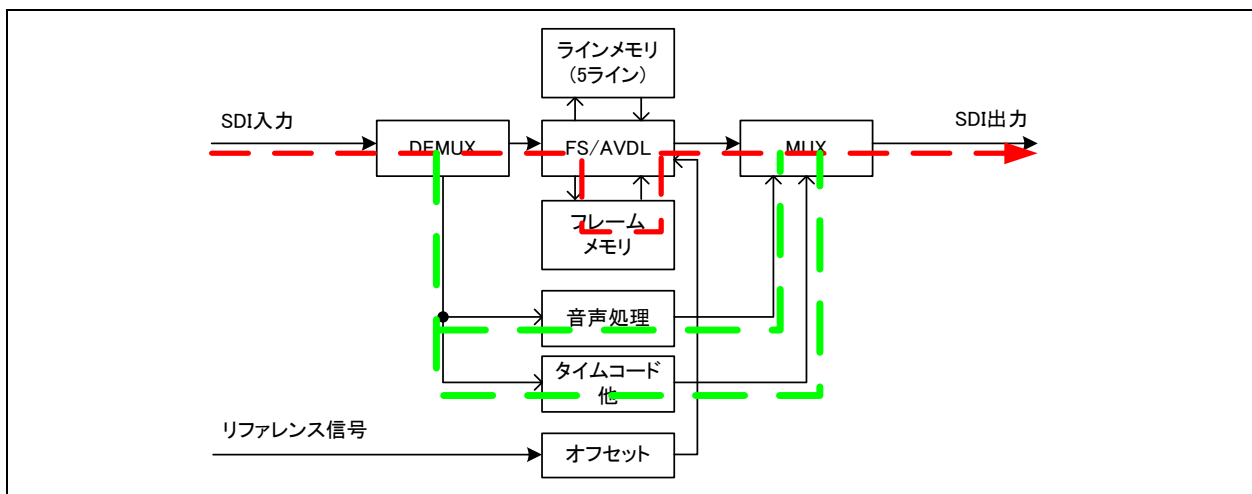 ラインメモリ
(5ライン)
SDI入力
SDI出力
DEMUX
FS/AVDL
MUX
フレーム
メモリ
音声処理
タイムコード
他
リファレンス信号
オフセット